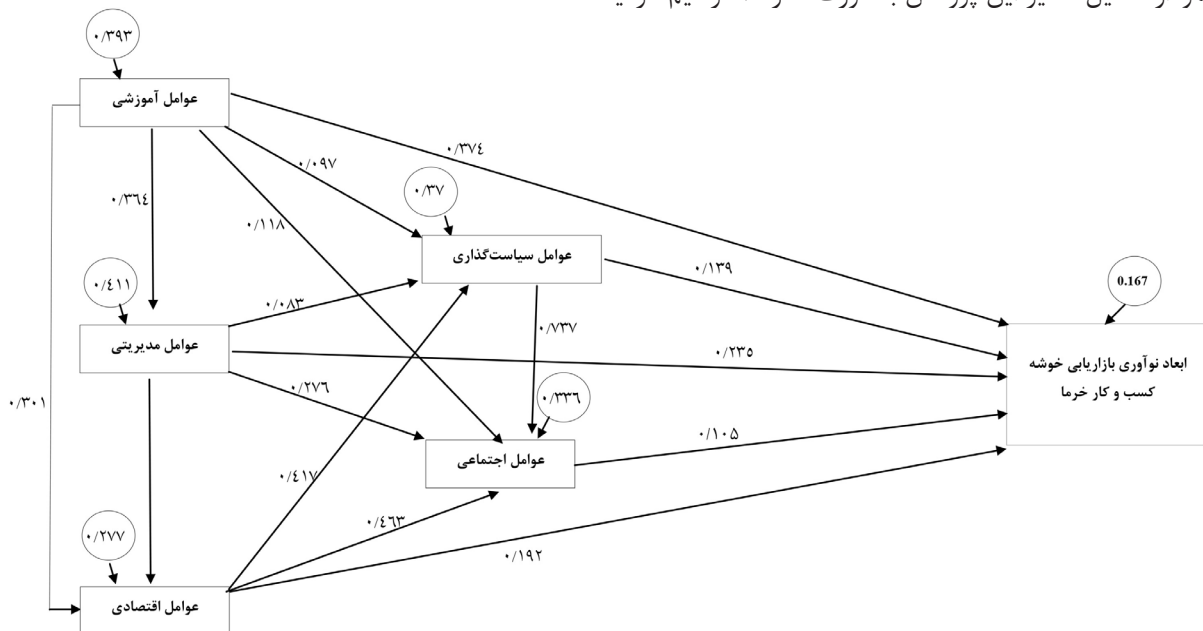 ۰/۳۹۳
عوامل آموزشی
۰/۳۷٤
۰/۰۹۷
۰/۳۷
۰/۳٦٤
۰/۱۱۸
عوامل سیاست‌گذاری
۰/۱۳۹
۰/٤۱۱
0.167
۰/۰۸۳
۰/۷۳۷
عوامل مدیریتی
۰/۲۳٥
ابعاد نوآوری بازاریابی خوشه
کسب و کار خرما
۰/۲۷٦
۰/۳۳٦
۰/۳۰۱
۰/۱۰۵
عوامل اجتماعی
۰/٤۱۷
۰/٤٦۳
۰/۲۷۷
۰/۱۹۲
عوامل اقتصادی